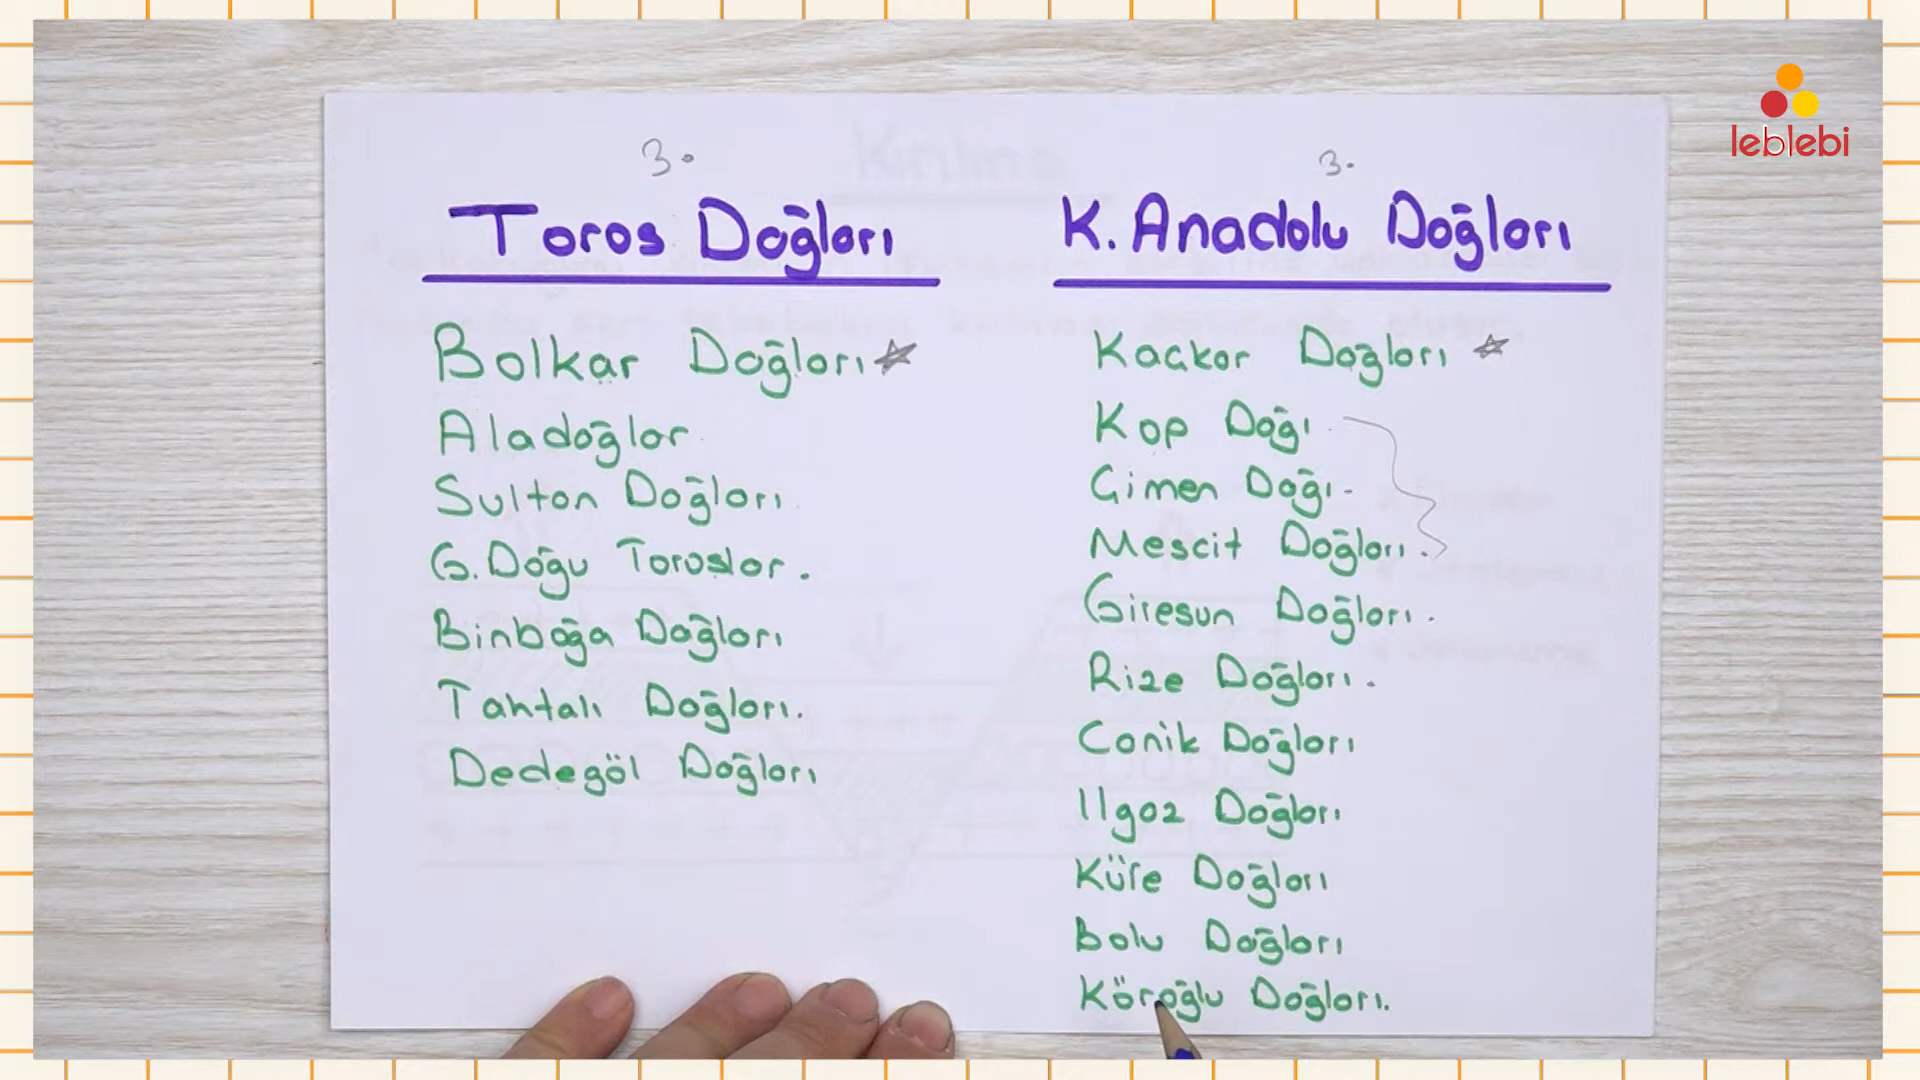 leblebi
3.
Toros Dağları
Bolkar Dağları
Aladağlar
Sultan Dağları
G. Doğu Toroslar.
Binboğa Dağları
Tahtalı Dağları.
Dedegöl Dağları
3.
K. Anadolu Dağları
Kaçkar Dağları
Kop Dağı
Çimen Dağı
Mescit Dağları.
Giresun Dağları.
Rize Dağları.
Canik Dağları
Ilgaz Dağları
Küre Dağları
Bolu Dağları
Köroğlu Dağları.